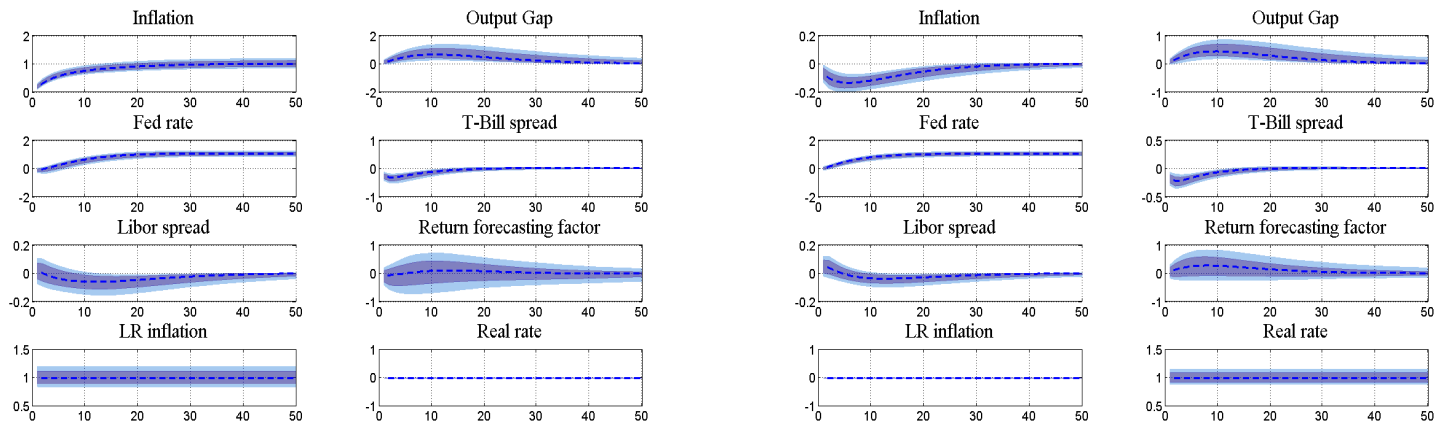 Inflation Output Gap Inflation Output Gap
2 2 0.2 1
1 0 0 0
0 -2 -0.2 -1
0 10 20 30 40 50 0 10 20 30 40 50 0 10 20 30 40 50 0 10 20 30 40 50
Fed rate T-Bill spread Fed rate T-Bill spread
2 1 2 0.5
0 0 0 0
-2 -1 -2 -0.5
0 10 20 30 40 50 0 10 20 30 40 50 0 10 20 30 40 50 0 10 20 30 40 50
Libor spread Return forecasting factor Libor spread Return forecasting factor
0.2 1 0.2 1
0 0 0 0
-0.2 -1 -0.2 -1
0 10 20 30 40 50 0 10 20 30 40 50 0 10 20 30 40 50 0 10 20 30 40 50
LR inflation Real rate LR inflation Real rate
1.5 1 1 1.5
1 0 0 1
0.5 -1 -1 0.5
0 10 20 30 40 50 0 10 20 30 40 50 0 10 20 30 40 50 0 10 20 30 40 50